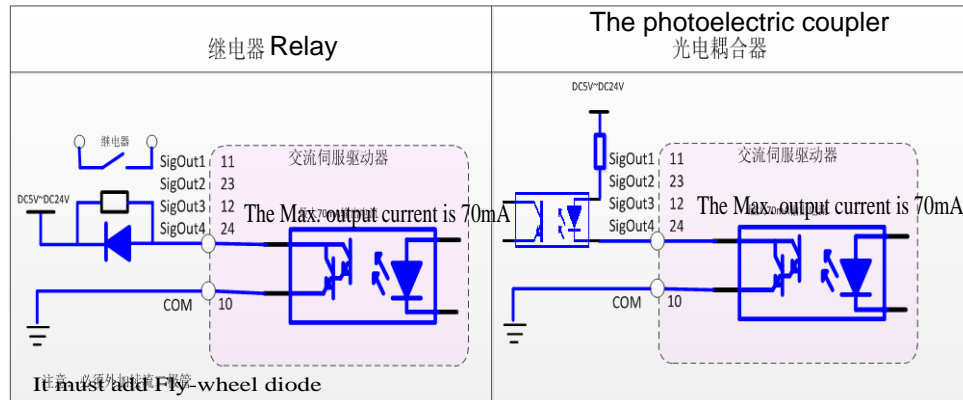 继电器 Relay
The photoelectric coupler
光电耦合器
继电器
交流伺服驱动器
SigOut1 11
SigOut2 23
SigOut3 12
SigOut4 24
DC5V~DC24V
The Max. output current is 70mA
COM 10
It must add Fly-wheel diode
DC5V~DC24V
交流伺服驱动器
SigOut1 11
SigOut2 23
SigOut3 12
SigOut4 24
The Max. output current is 70mA
COM 10